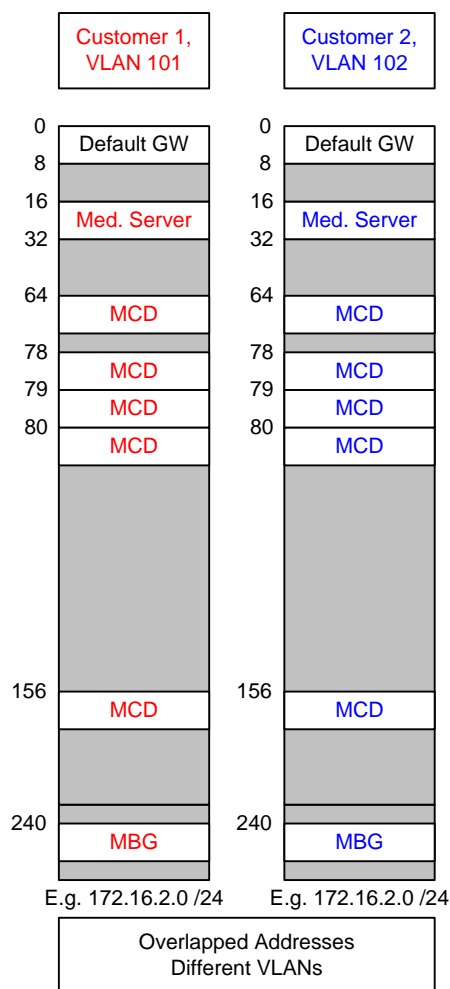 Customer 1,
VLAN 101
Customer 2,
VLAN 102
0
Default GW
8
16
Med. Server
32
64
MCD
78
MCD
79
MCD
80
MCD
156
MCD
240
MBG
E.g. 172.16.2.0 /24
0
Default GW
8
16
Med. Server
32
64
MCD
78
MCD
79
MCD
80
MCD
156
MCD
240
MBG
E.g. 172.16.2.0 /24
Overlapped Addresses
Different VLANs